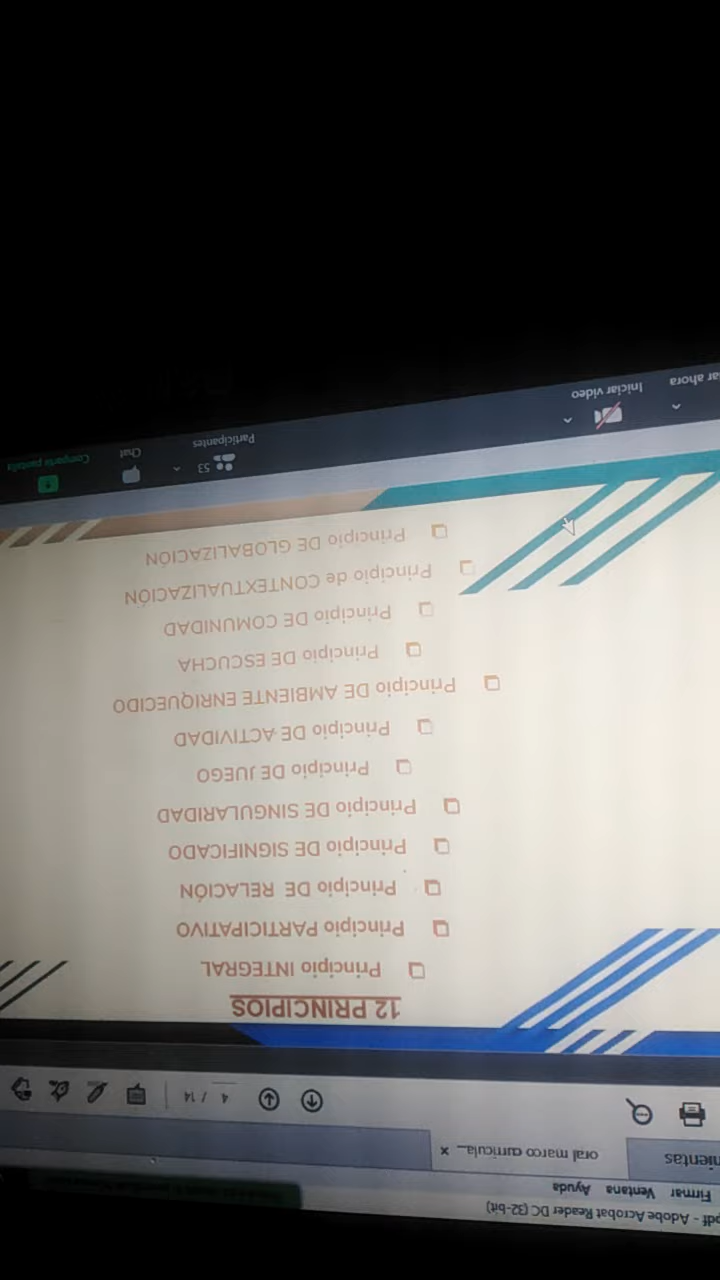 pdf - Adobe Acrobat Reader DC (32-bit)
Firmar Ventana Ayuda
mientas
oral marco curricula...
4 / 14
12 PRINCIPIOS
Principio INTEGRAL
Principio PARTICIPATIVO
Principio DE RELACIÓN
Principio DE SIGNIFICADO
Principio DE SINGULARIDAD
Principio DE JUEGO
Principio DE ACTIVIDAD
Principio DE AMBIENTE ENRIQUECIDO
Principio DE ESCUCHA
Principio DE COMUNIDAD
Principio de CONTEXTUALIZACIÓN
Principio DE GLOBALIZACIÓN
ar ahora
Iniciar video
53
Participantes
Chat
Compartir pantalla